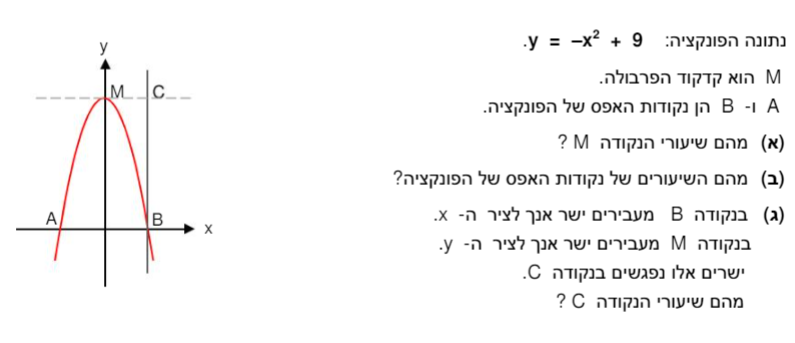 נתונה הפונקציה: y = –x² + 9.
M הוא קדקוד הפרבולה.
A ו- B הן נקודות האפס של הפונקציה.
(א) מהם שיעורי הנקודה M ?
(ב) מהם השיעורים של נקודות האפס של הפונקציה?
(ג) בנקודה B מעבירים ישר אנך לציר ה- x.
בנקודה M מעבירים ישר אנך לציר ה- y.
ישרים אלו נפגשים בנקודה C.
מהם שיעורי הנקודה C ?
y
M C
A B
x